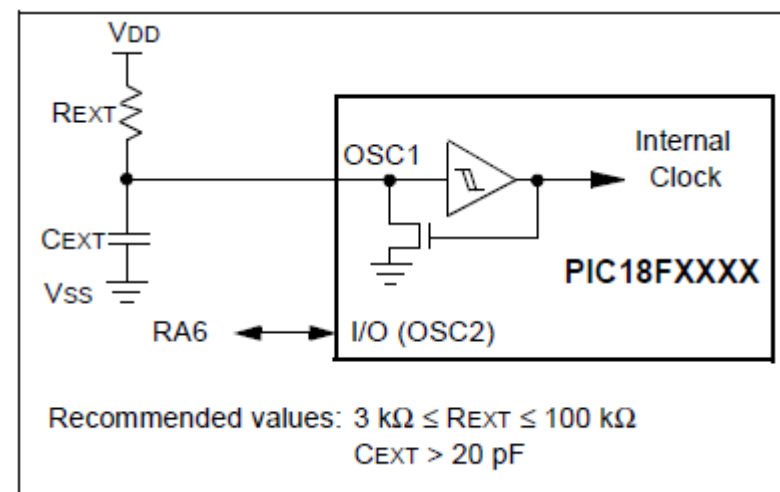 VDD
REXT
OSC1
Internal
Clock
CEXT
PIC18FXXXX
VSS
RA6
I/O (OSC2)
Recommended values: 3 kΩ ≤ REXT ≤ 100 kΩ
CEXT > 20 pF